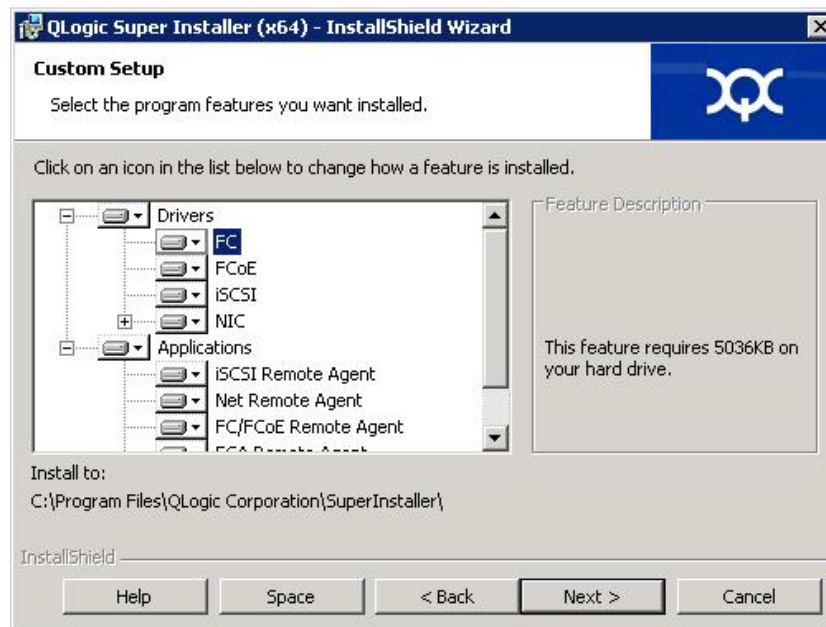 QLogic Super Installer (x64) - InstallShield Wizard
Custom Setup
Select the program features you want installed.
Click on an icon in the list below to change how a feature is installed.
Drivers
FC
FCoE
iSCSI
NIC
Applications
iSCSI Remote Agent
Net Remote Agent
FC/FCoE Remote Agent
Feature Description
This feature requires 5036KB on
your hard drive.
Install to:
C:\Program Files\QLogic Corporation\SuperInstaller\
InstallShield
Help
Space
< Back
Next >
Cancel